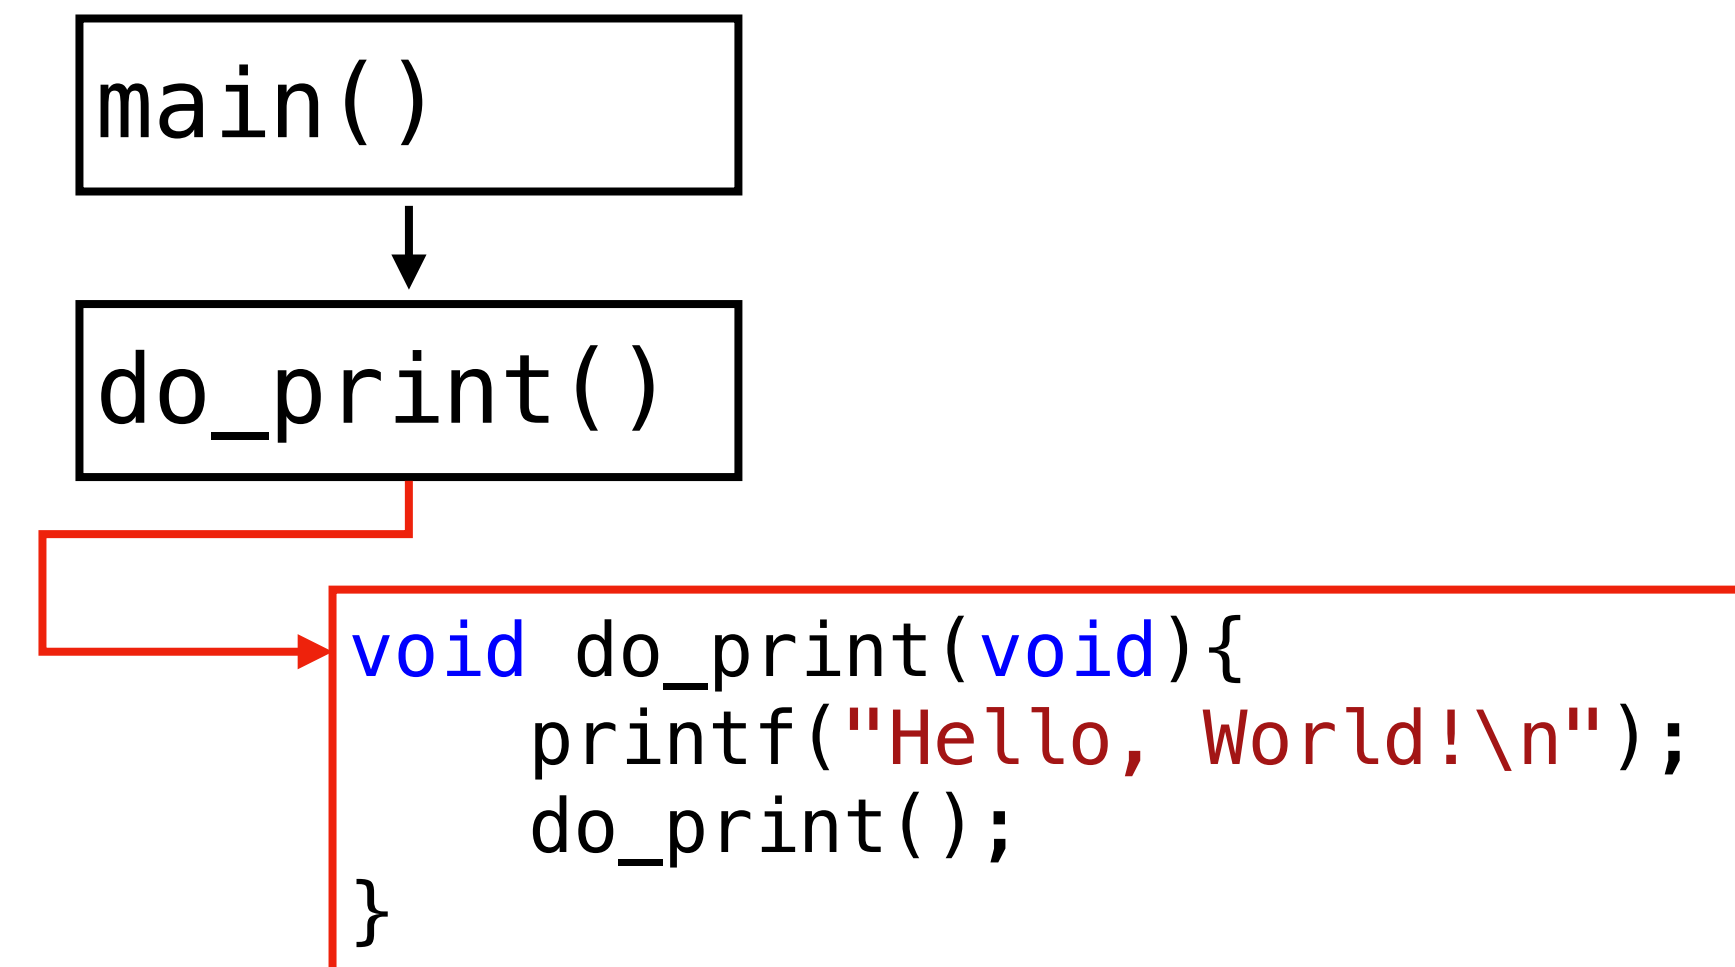 main()
do_print()
void do_print(void){
    printf("Hello, World!\n");
    do_print();
}